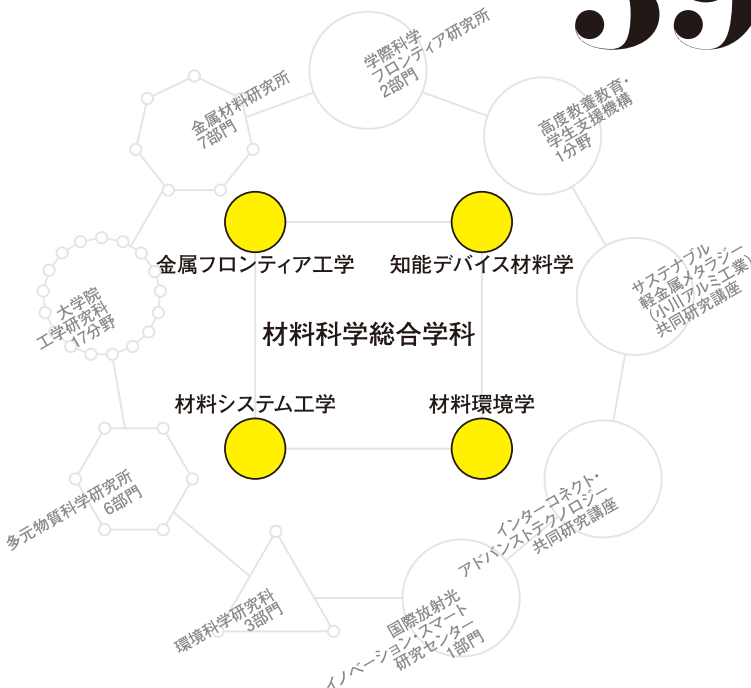 39
学際科学
フロンティア研究所
2部門
金属材料研究所
7部門
高度教養教育・
学生支援機構
1分野
金属フロンティア工学
知能デバイス材料学
サステナブル
軽金属メタラジー
（小川アルミ工業）
共同研究講座
大学院
工学研究科
17分野
材料科学総合学科
材料システム工学
材料環境学
多元物質科学研究所
6部門
インターコネクト・
アドバンストテクノロジー
共同研究講座
環境科学研究科
3部門
国際放射光
イノベーション・スマート
研究センター
1部門